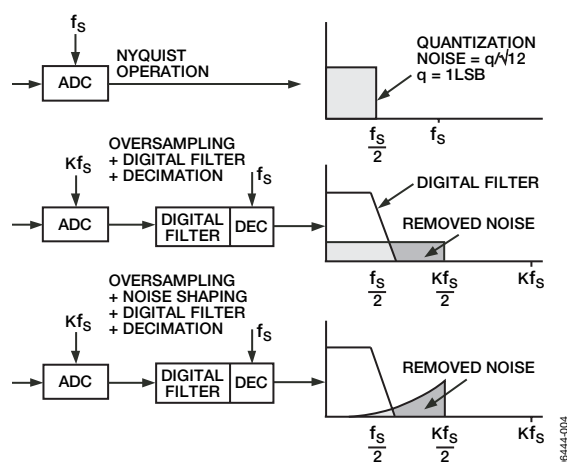 fS
ADC
NYQUIST
OPERATION
QUANTIZATION
NOISE = q/√12
q = 1LSB
fS
2
fS
OVERSAMPLING
+ DIGITAL FILTER
+ DECIMATION
KfS
fS
ADC
DIGITAL
FILTER
DEC
DIGITAL FILTER
REMOVED NOISE
fS
2
KfS
2
KfS
OVERSAMPLING
+ NOISE SHAPING
+ DIGITAL FILTER
+ DECIMATION
KfS
fS
ADC
DIGITAL
FILTER
DEC
REMOVED NOISE
fS
2
KfS
2
KfS